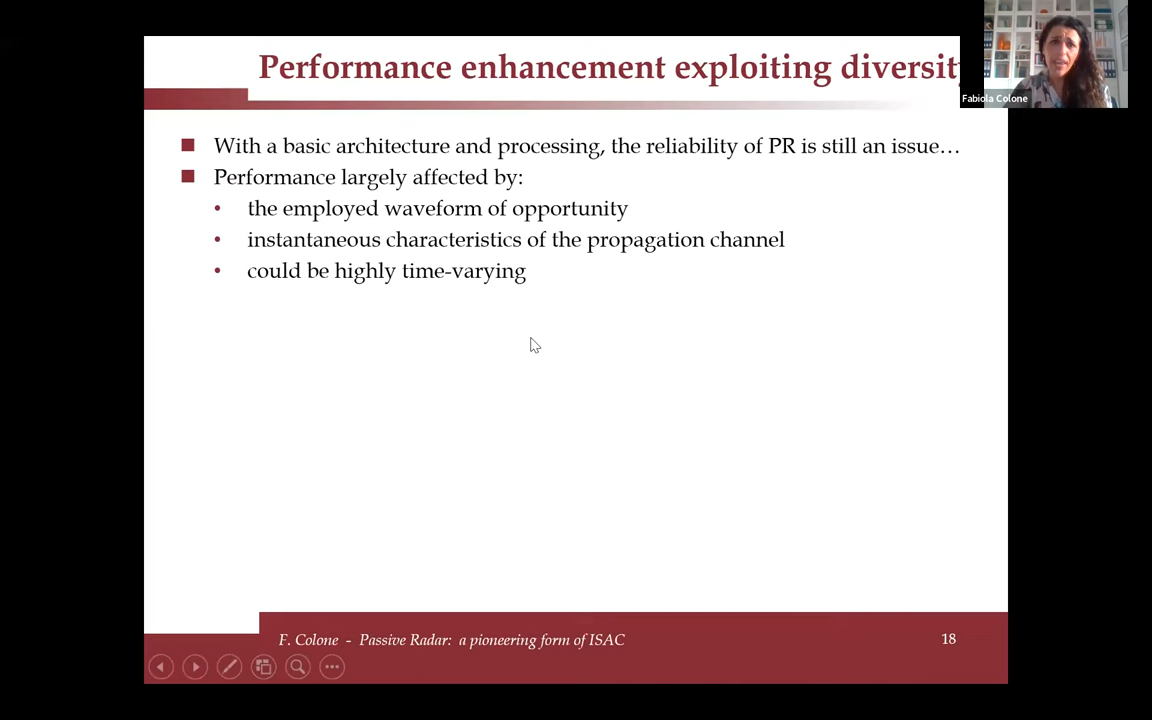 Performance enhancement exploiting diversit
Fabiola Colone
With a basic architecture and processing, the reliability of PR is still an issue…
Performance largely affected by:
the employed waveform of opportunity
instantaneous characteristics of the propagation channel
could be highly time-varying
F. Colone - Passive Radar: a pioneering form of ISAC
18